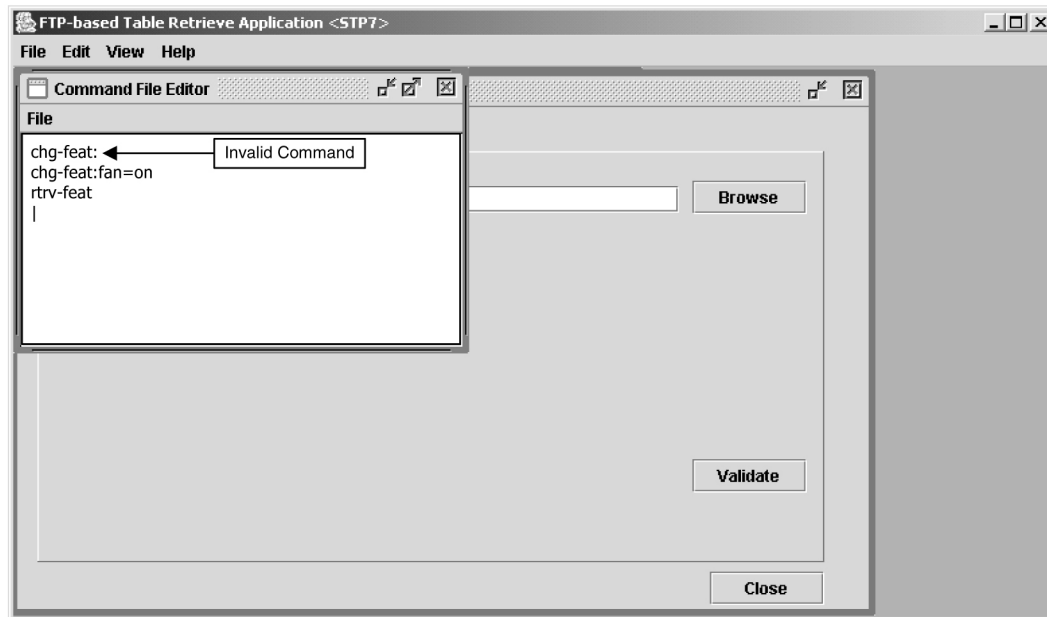 FTP-based Table Retrieve Application <STP7>
File Edit View Help
Command File Editor
File
chg-feat:
Invalid Command
chg-feat:fan=on
rtrv-feat
Browse
Validate
Close